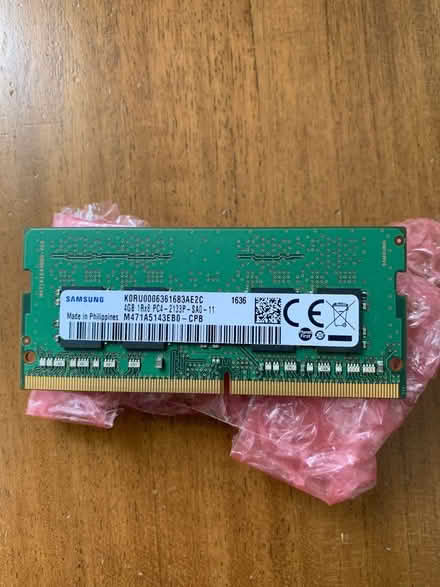 SAMSUNG K0RU0006361683AE2C 1636
4GB 1Rx8 PC4-2133P-SA0-11
Made in Philippines M471A5143EB0-CPB
CE